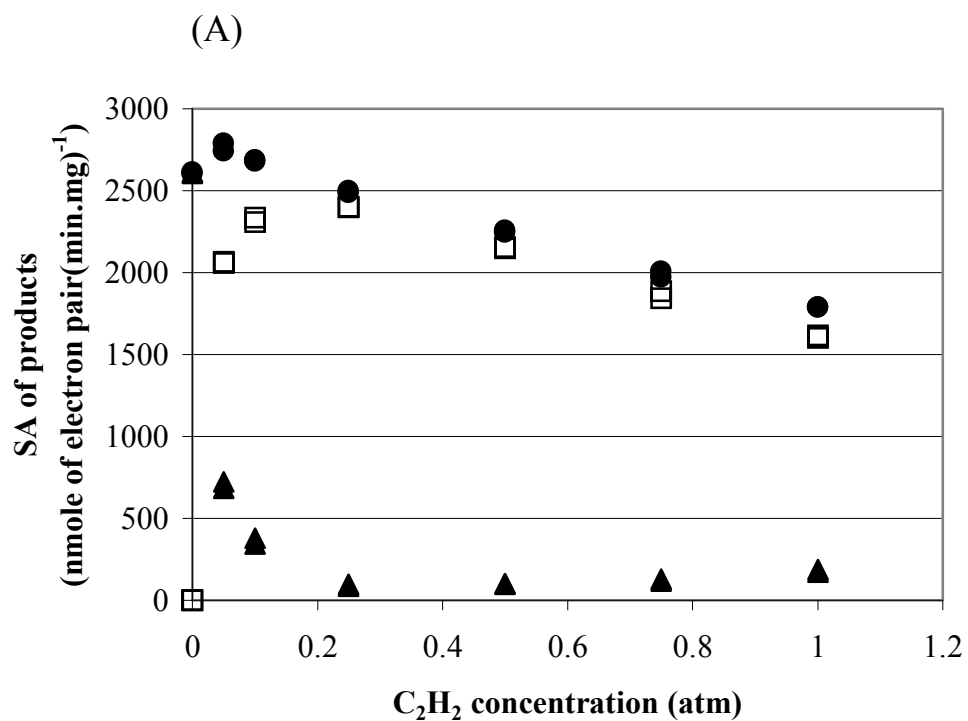 (A)
SA of products
(nmole of electron pair(min.mg)⁻¹)
3000
2500
2000
1500
1000
500
0
0 0.2 0.4 0.6 0.8 1 1.2
C₂H₂ concentration (atm)